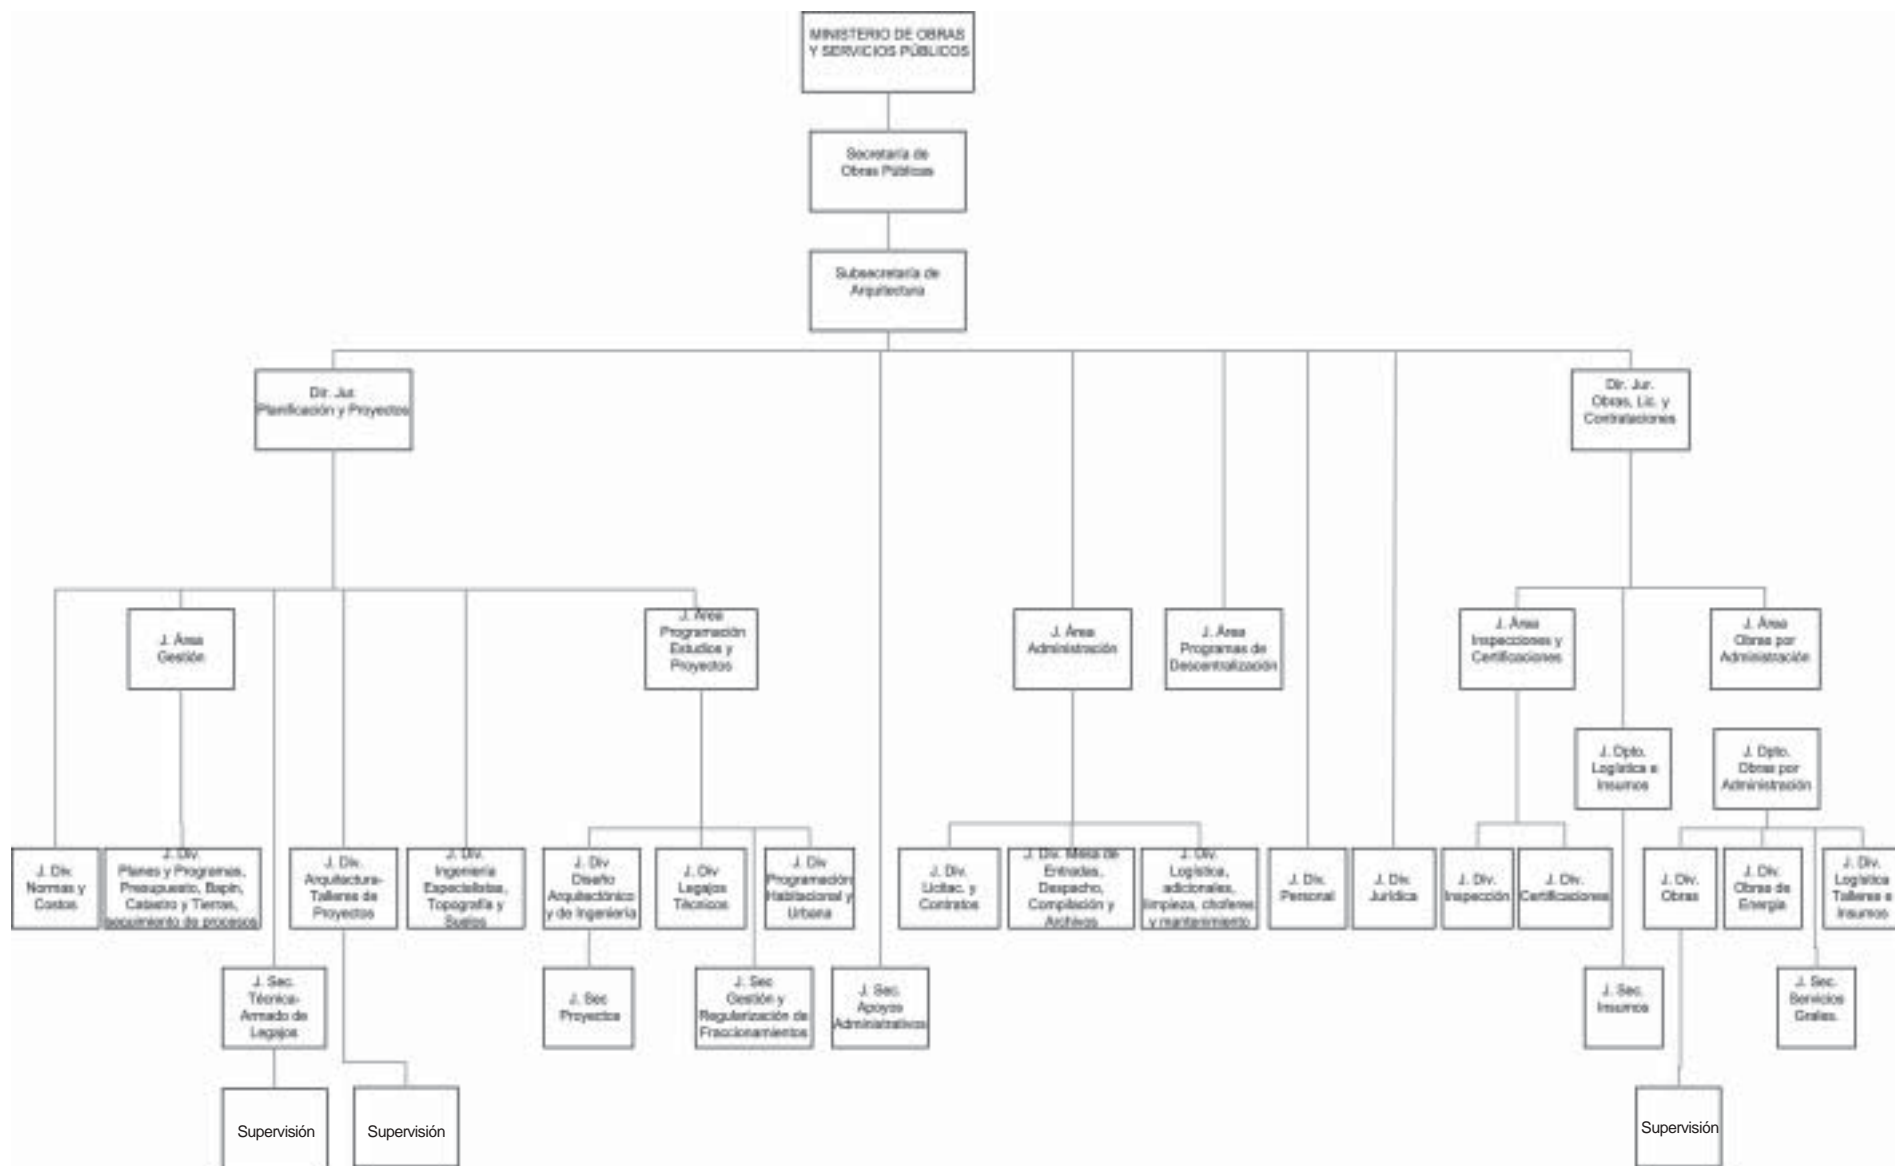 MINISTERIO DE OBRAS
Y SERVICIOS PÚBLICOS
Secretaría de
Obras Públicas
Subsecretaría de
Arquitectura
Dir. Jur.
Planificación y Proyectos
Dir. Jur.
Obras, Lic. y
Contrataciones
J. Área
Gestión
J. Área
Programación
Estudios y
Proyectos
J. Área
Administración
J. Área
Programas de
Descentralización
J. Área
Inspecciones y
Certificaciones
J. Área
Obras por
Administración
J. Dpto.
Logística e
Insumos
J. Dpto.
Obras por
Administración
J. Div.
Normas y
Costos
J. Div.
Planes y Programas,
Presupuesto, Bapin,
Catastro y Tierras,
seguimiento de procesos
J. Div.
Arquitectura-
Talleres de
Proyectos
J. Div.
Ingeniería
Especialistas,
Topografía y
Suelos
J. Div
Diseño
Arquitectónico
y de Ingeniería
J. Div
Legajos
Técnicos
J. Div
Programación
Habitacional y
Urbana
J. Div.
Licitac. y
Contratos
J. Div. Mesa de
Entradas,
Despacho,
Compilación y
Archivos
J. Div.
Logística,
adicionales,
limpieza, choferes
y mantenimiento
J. Div.
Personal
J. Div.
Jurídica
J. Div.
Inspección
J. Div.
Certificaciones
J. Div.
Obras
J. Div.
Obras de
Energía
J. Div.
Logística
Talleres e
Insumos
J. Sec.
Técnica-
Armado de
Legajos
J. Sec
Proyectos
J. Sec
Gestión y
Regularización de
Fraccionamientos
J. Sec.
Apoyos
Administrativos
J. Sec.
Insumos
J. Sec.
Servicios
Grales.
Supervisión
Supervisión
Supervisión